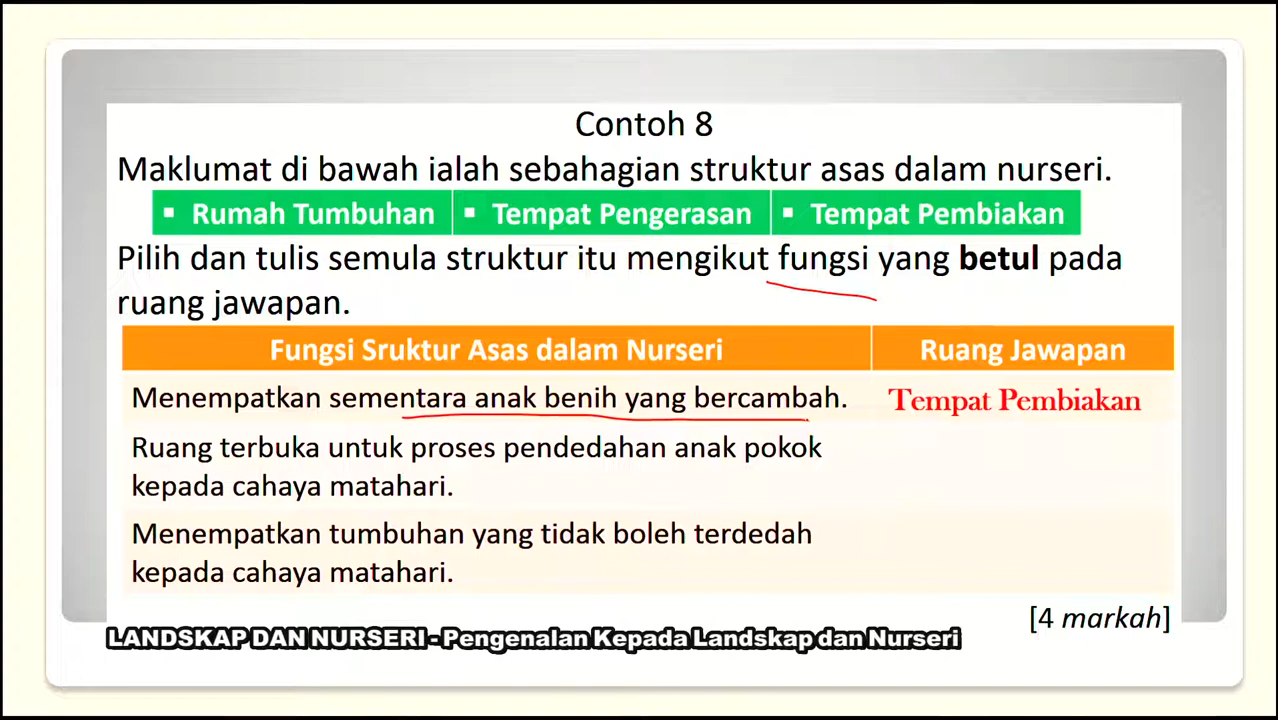 Contoh 8
Maklumat di bawah ialah sebahagian struktur asas dalam nurseri.
▪ Rumah Tumbuhan ▪ Tempat Pengerasan ▪ Tempat Pembiakan
Pilih dan tulis semula struktur itu mengikut fungsi yang betul pada
ruang jawapan.
Fungsi Sruktur Asas dalam Nurseri Ruang Jawapan
Menempatkan sementara anak benih yang bercambah. Tempat Pembiakan
Ruang terbuka untuk proses pendedahan anak pokok
kepada cahaya matahari.
Menempatkan tumbuhan yang tidak boleh terdedah
kepada cahaya matahari.
[4 markah]
LANDSKAP DAN NURSERI - Pengenalan Kepada Landskap dan Nurseri